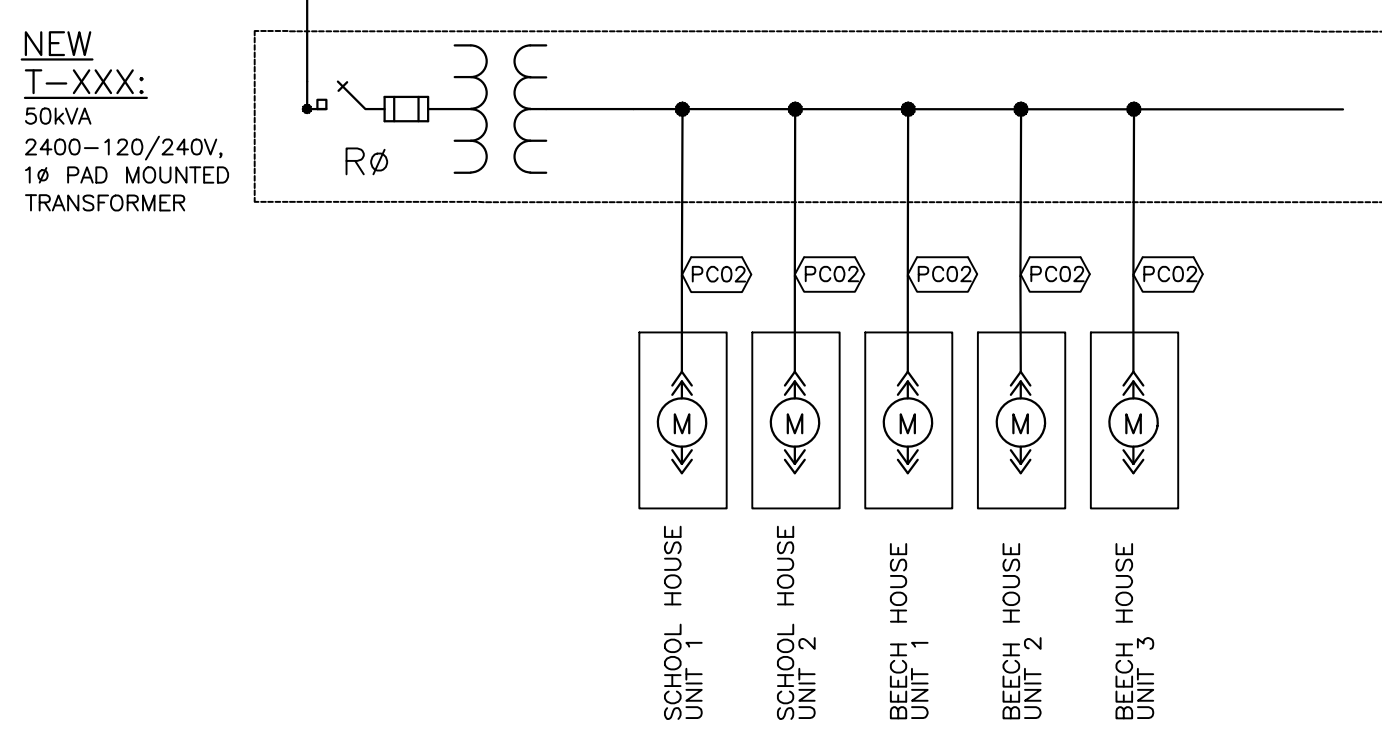 NEW
T-XXX:
50kVA
2400-120/240V,
1ø PAD MOUNTED
TRANSFORMER
Rø
PC02
PC02
PC02
PC02
PC02
M
M
M
M
M
SCHOOL HOUSE
UNIT 1
SCHOOL HOUSE
UNIT 2
BEECH HOUSE
UNIT 1
BEECH HOUSE
UNIT 2
BEECH HOUSE
UNIT 3